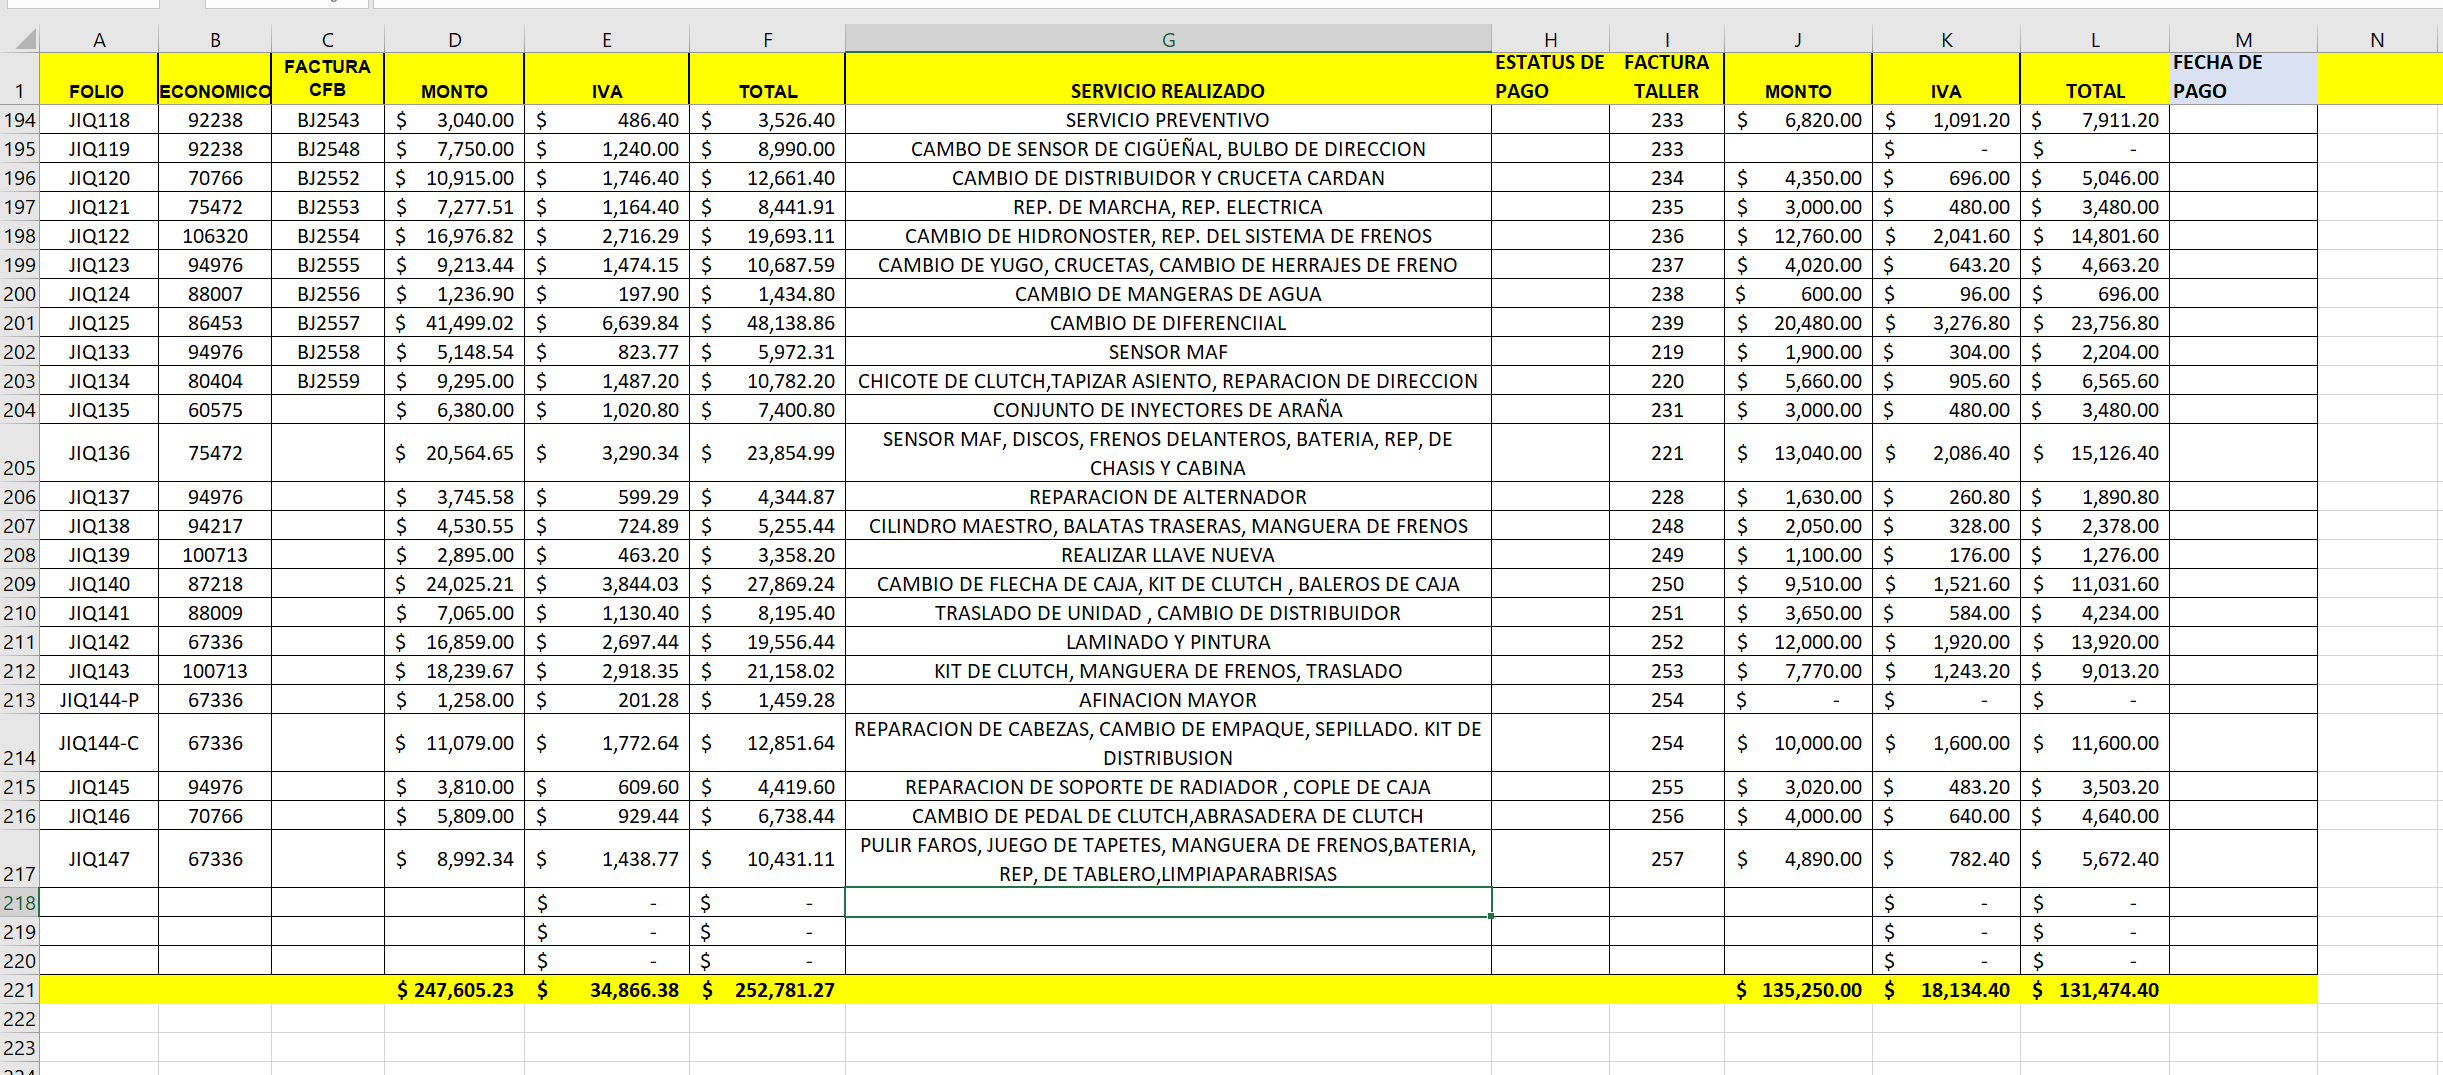 A B C D E F G H I J K L M N
1 FOLIO ECONOMICO FACTURA CFB MONTO IVA TOTAL SERVICIO REALIZADO ESTATUS DE PAGO FACTURA TALLER MONTO IVA TOTAL FECHA DE PAGO
194 JIQ118 92238 BJ2543 $ 3,040.00 $ 486.40 $ 3,526.40 SERVICIO PREVENTIVO 233 $ 6,820.00 $ 1,091.20 $ 7,911.20
195 JIQ119 92238 BJ2548 $ 7,750.00 $ 1,240.00 $ 8,990.00 CAMBO DE SENSOR DE CIGÜEÑAL, BULBO DE DIRECCION 233 $ - $ -
196 JIQ120 70766 BJ2552 $ 10,915.00 $ 1,746.40 $ 12,661.40 CAMBIO DE DISTRIBUIDOR Y CRUCETA CARDAN 234 $ 4,350.00 $ 696.00 $ 5,046.00
197 JIQ121 75472 BJ2553 $ 7,277.51 $ 1,164.40 $ 8,441.91 REP. DE MARCHA, REP. ELECTRICA 235 $ 3,000.00 $ 480.00 $ 3,480.00
198 JIQ122 106320 BJ2554 $ 16,976.82 $ 2,716.29 $ 19,693.11 CAMBIO DE HIDRONOSTER, REP. DEL SISTEMA DE FRENOS 236 $ 12,760.00 $ 2,041.60 $ 14,801.60
199 JIQ123 94976 BJ2555 $ 9,213.44 $ 1,474.15 $ 10,687.59 CAMBIO DE YUGO, CRUCETAS, CAMBIO DE HERRAJES DE FRENO 237 $ 4,020.00 $ 643.20 $ 4,663.20
200 JIQ124 88007 BJ2556 $ 1,236.90 $ 197.90 $ 1,434.80 CAMBIO DE MANGERAS DE AGUA 238 $ 600.00 $ 96.00 $ 696.00
201 JIQ125 86453 BJ2557 $ 41,499.02 $ 6,639.84 $ 48,138.86 CAMBIO DE DIFERENCIIAL 239 $ 20,480.00 $ 3,276.80 $ 23,756.80
202 JIQ133 94976 BJ2558 $ 5,148.54 $ 823.77 $ 5,972.31 SENSOR MAF 219 $ 1,900.00 $ 304.00 $ 2,204.00
203 JIQ134 80404 BJ2559 $ 9,295.00 $ 1,487.20 $ 10,782.20 CHICOTE DE CLUTCH,TAPIZAR ASIENTO, REPARACION DE DIRECCION 220 $ 5,660.00 $ 905.60 $ 6,565.60
204 JIQ135 60575 $ 6,380.00 $ 1,020.80 $ 7,400.80 CONJUNTO DE INYECTORES DE ARAÑA 231 $ 3,000.00 $ 480.00 $ 3,480.00
205 JIQ136 75472 $ 20,564.65 $ 3,290.34 $ 23,854.99 SENSOR MAF, DISCOS, FRENOS DELANTEROS, BATERIA, REP, DE
CHASIS Y CABINA 221 $ 13,040.00 $ 2,086.40 $ 15,126.40
206 JIQ137 94976 $ 3,745.58 $ 599.29 $ 4,344.87 REPARACION DE ALTERNADOR 228 $ 1,630.00 $ 260.80 $ 1,890.80
207 JIQ138 94217 $ 4,530.55 $ 724.89 $ 5,255.44 CILINDRO MAESTRO, BALATAS TRASERAS, MANGUERA DE FRENOS 248 $ 2,050.00 $ 328.00 $ 2,378.00
208 JIQ139 100713 $ 2,895.00 $ 463.20 $ 3,358.20 REALIZAR LLAVE NUEVA 249 $ 1,100.00 $ 176.00 $ 1,276.00
209 JIQ140 87218 $ 24,025.21 $ 3,844.03 $ 27,869.24 CAMBIO DE FLECHA DE CAJA, KIT DE CLUTCH , BALEROS DE CAJA 250 $ 9,510.00 $ 1,521.60 $ 11,031.60
210 JIQ141 88009 $ 7,065.00 $ 1,130.40 $ 8,195.40 TRASLADO DE UNIDAD , CAMBIO DE DISTRIBUIDOR 251 $ 3,650.00 $ 584.00 $ 4,234.00
211 JIQ142 67336 $ 16,859.00 $ 2,697.44 $ 19,556.44 LAMINADO Y PINTURA 252 $ 12,000.00 $ 1,920.00 $ 13,920.00
212 JIQ143 100713 $ 18,239.67 $ 2,918.35 $ 21,158.02 KIT DE CLUTCH, MANGUERA DE FRENOS, TRASLADO 253 $ 7,770.00 $ 1,243.20 $ 9,013.20
213 JIQ144-P 67336 $ 1,258.00 $ 201.28 $ 1,459.28 AFINACION MAYOR 254 $ - $ - $ -
214 JIQ144-C 67336 $ 11,079.00 $ 1,772.64 $ 12,851.64 REPARACION DE CABEZAS, CAMBIO DE EMPAQUE, SEPILLADO. KIT DE
DISTRIBUSION 254 $ 10,000.00 $ 1,600.00 $ 11,600.00
215 JIQ145 94976 $ 3,810.00 $ 609.60 $ 4,419.60 REPARACION DE SOPORTE DE RADIADOR , COPLE DE CAJA 255 $ 3,020.00 $ 483.20 $ 3,503.20
216 JIQ146 70766 $ 5,809.00 $ 929.44 $ 6,738.44 CAMBIO DE PEDAL DE CLUTCH,ABRASADERA DE CLUTCH 256 $ 4,000.00 $ 640.00 $ 4,640.00
217 JIQ147 67336 $ 8,992.34 $ 1,438.77 $ 10,431.11 PULIR FAROS, JUEGO DE TAPETES, MANGUERA DE FRENOS,BATERIA,
REP, DE TABLERO,LIMPIAPARABRISAS 257 $ 4,890.00 $ 782.40 $ 5,672.40
218 $ - $ - $ - $ -
219 $ - $ - $ - $ -
220 $ - $ - $ - $ -
221 $ 247,605.23 $ 34,866.38 $ 252,781.27 $ 135,250.00 $ 18,134.40 $ 131,474.40
222
223